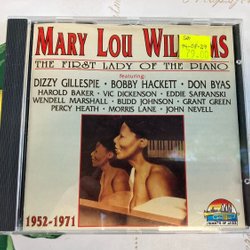 MARY LOU WILLIAMS
THE FIRST LADY OF THE PIANO
featuring:
DIZZY GILLESPIE · BOBBY HACKETT · DON BYAS
HAROLD BAKER · VIC DICKENSON · EDDIE SAFRANSKI
WENDELL MARSHALL · BUDD JOHNSON · GRANT GREEN
PERCY HEATH · MORRIS LANE · JOHN NEVELL
1952-1971